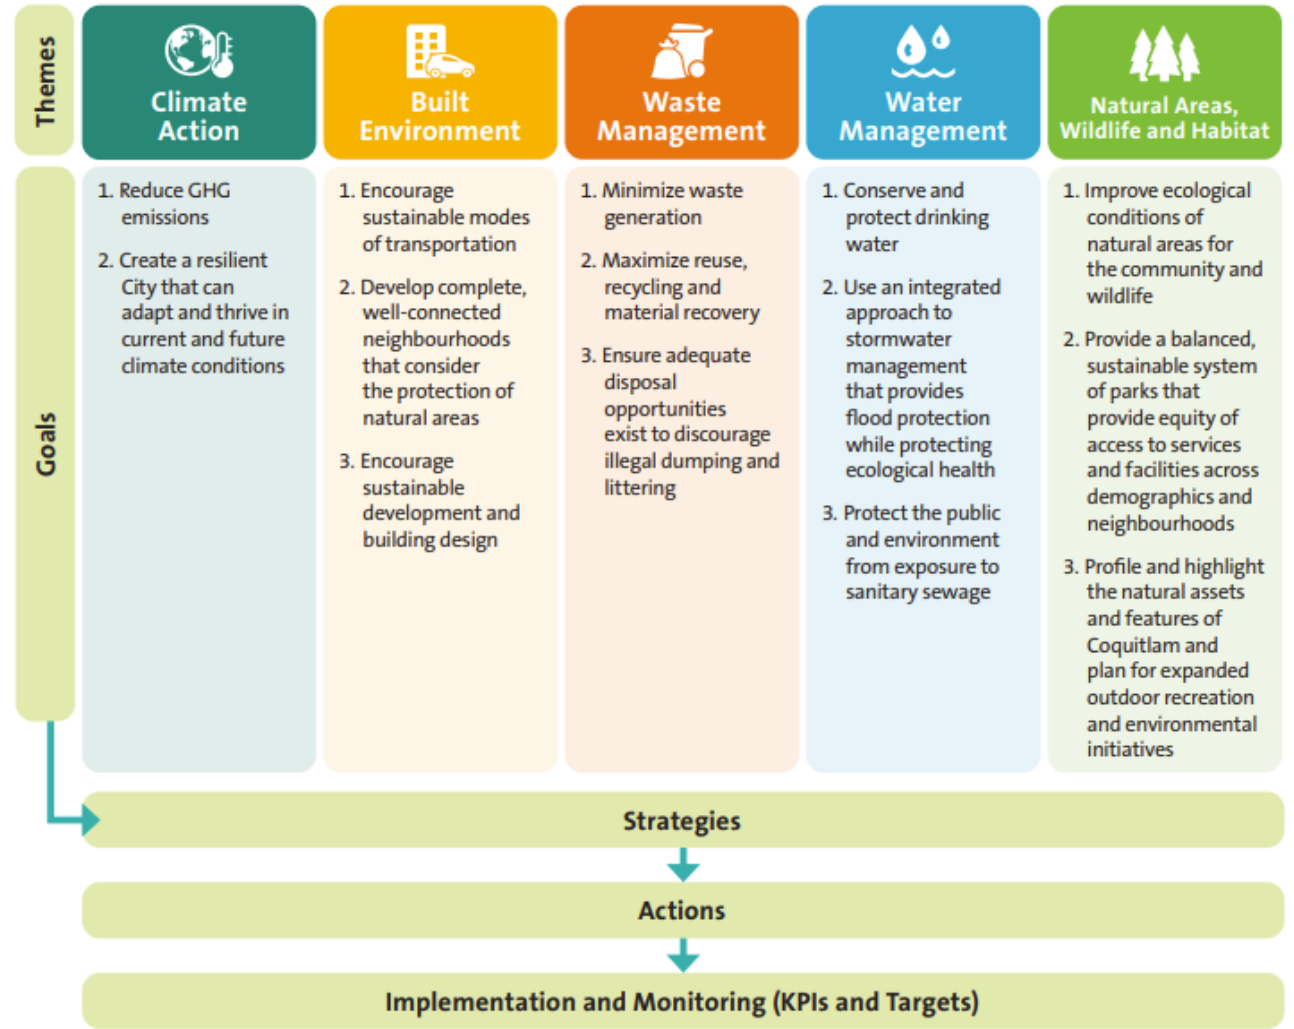 Themes
Climate
Action
Built
Environment
Waste
Management
Water
Management
Natural Areas,
Wildlife and Habitat
Goals
1. Reduce GHG
emissions
2. Create a resilient
City that can
adapt and thrive in
current and future
climate conditions
1. Encourage
sustainable modes
of transportation
2. Develop complete,
well-connected
neighbourhoods
that consider
the protection of
natural areas
3. Encourage
sustainable
development and
building design
1. Minimize waste
generation
2. Maximize reuse,
recycling and
material recovery
3. Ensure adequate
disposal
opportunities
exist to discourage
illegal dumping and
littering
1. Conserve and
protect drinking
water
2. Use an integrated
approach to
stormwater
management
that provides
flood protection
while protecting
ecological health
3. Protect the public
and environment
from exposure to
sanitary sewage
1. Improve ecological
conditions of
natural areas for
the community and
wildlife
2. Provide a balanced,
sustainable system
of parks that
provide equity of
access to services
and facilities across
demographics and
neighbourhoods
3. Profile and highlight
the natural assets
and features of
Coquitlam and
plan for expanded
outdoor recreation
and environmental
initiatives
Strategies
Actions
Implementation and Monitoring (KPIs and Targets)